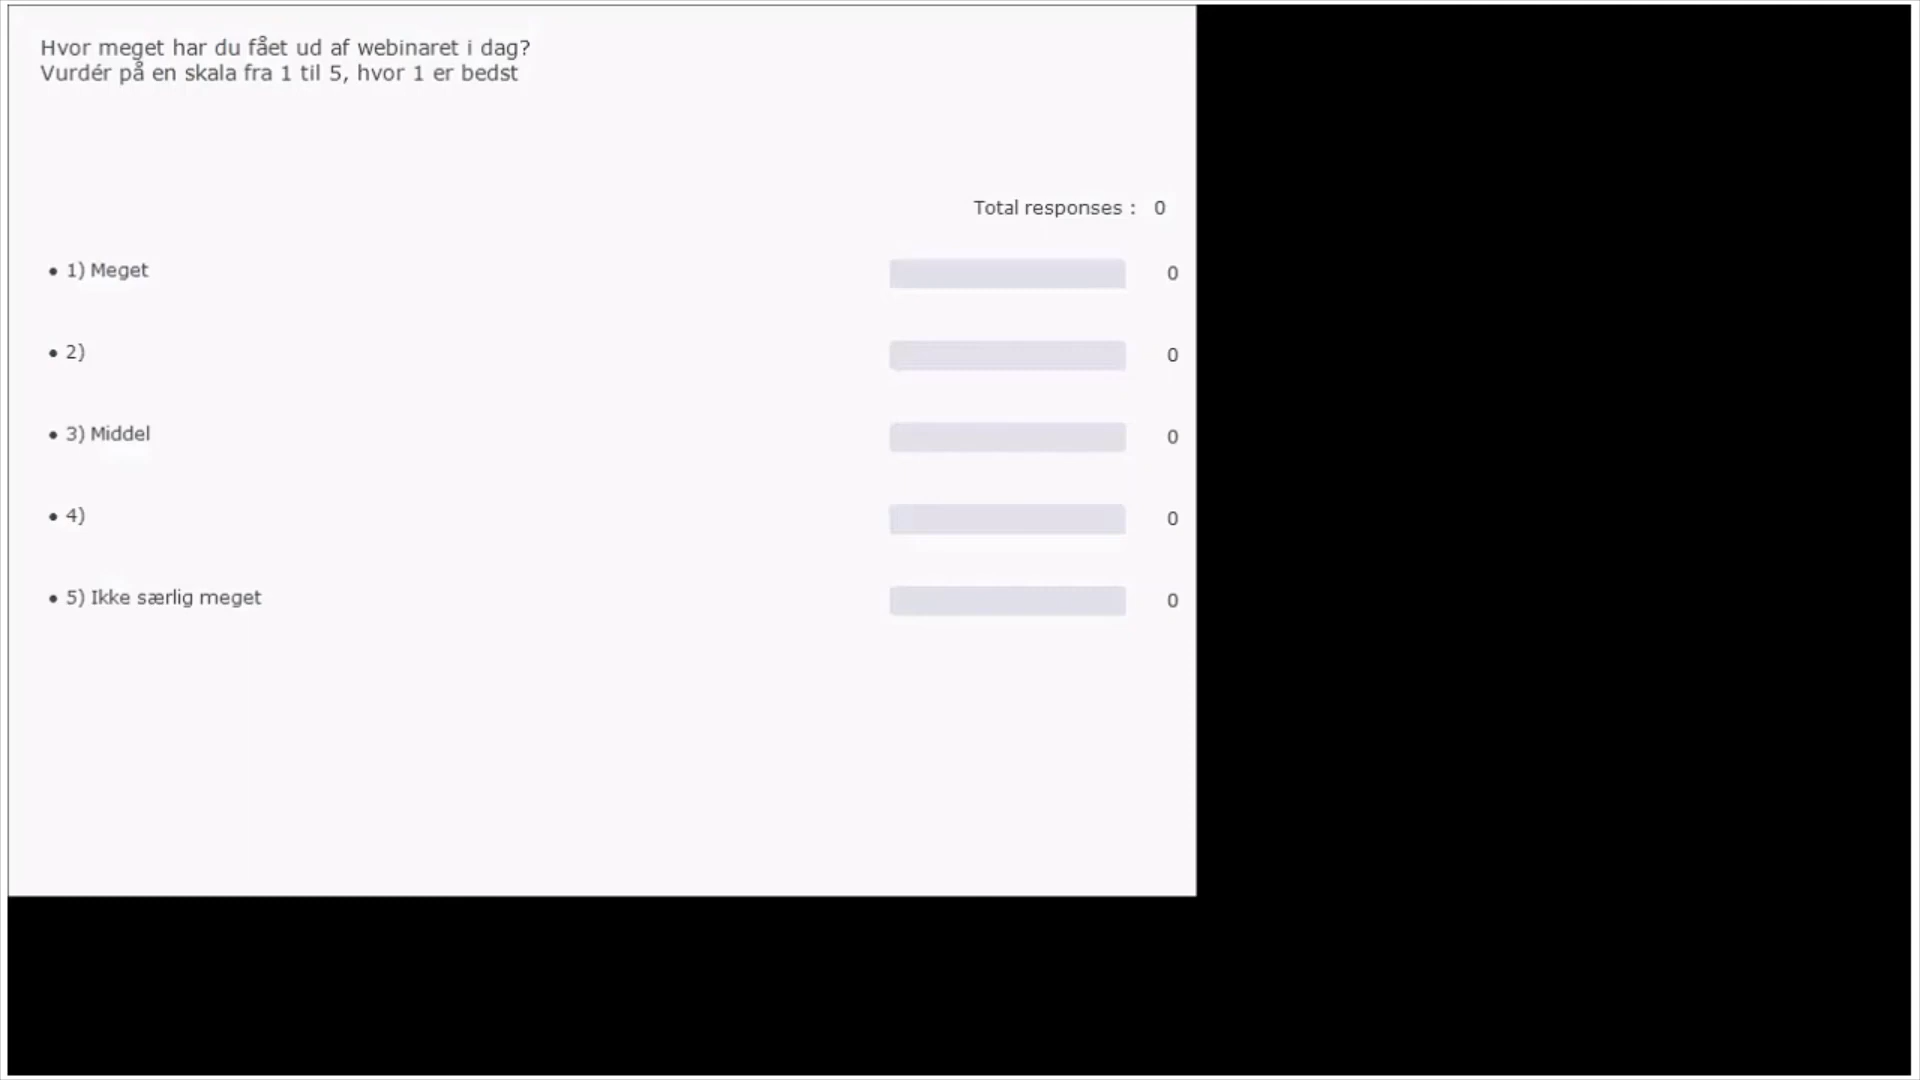 Hvor meget har du fået ud af webinaret i dag?
Vurdér på en skala fra 1 til 5, hvor 1 er bedst
Total responses : 0
• 1) Meget 0
• 2) 0
• 3) Middel 0
• 4) 0
• 5) Ikke særlig meget 0